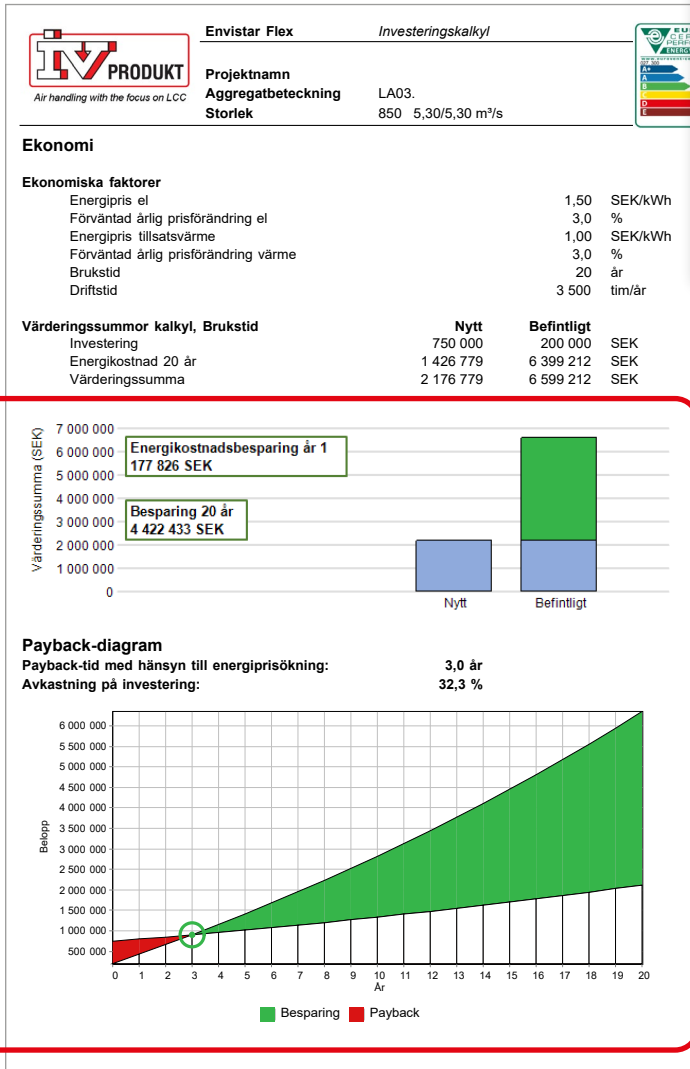 Envistar Flex Investeringskalkyl
IV PRODUKT
Air handling with the focus on LCC
Projektnamn
Aggregatbeteckning LA03.
Storlek 850 5,30/5,30 m³/s
A+
A
B
C
D
E
Ekonomi
Ekonomiska faktorer
Energipris el 1,50 SEK/kWh
Förväntad årlig prisförändring el 3,0 %
Energipris tillsatsvärme 1,00 SEK/kWh
Förväntad årlig prisförändring värme 3,0 %
Brukstid 20 år
Driftstid 3 500 tim/år
Värderingssummor kalkyl, Brukstid Nytt Befintligt
Investering 750 000 200 000 SEK
Energikostnad 20 år 1 426 779 6 399 212 SEK
Värderingssumma 2 176 779 6 599 212 SEK
Värderingssumma (SEK)
7 000 000
6 000 000
5 000 000
4 000 000
3 000 000
2 000 000
1 000 000
0
Energikostnadsbesparing år 1
177 826 SEK
Besparing 20 år
4 422 433 SEK
Nytt Befintligt
Payback-diagram
Payback-tid med hänsyn till energiprisökning: 3,0 år
Avkastning på investering: 32,3 %
Belopp
6 000 000
5 500 000
5 000 000
4 500 000
4 000 000
3 500 000
3 000 000
2 500 000
2 000 000
1 500 000
1 000 000
500 000
0 1 2 3 4 5 6 7 8 9 10 11 12 13 14 15 16 17 18 19 20
År
Besparing Payback